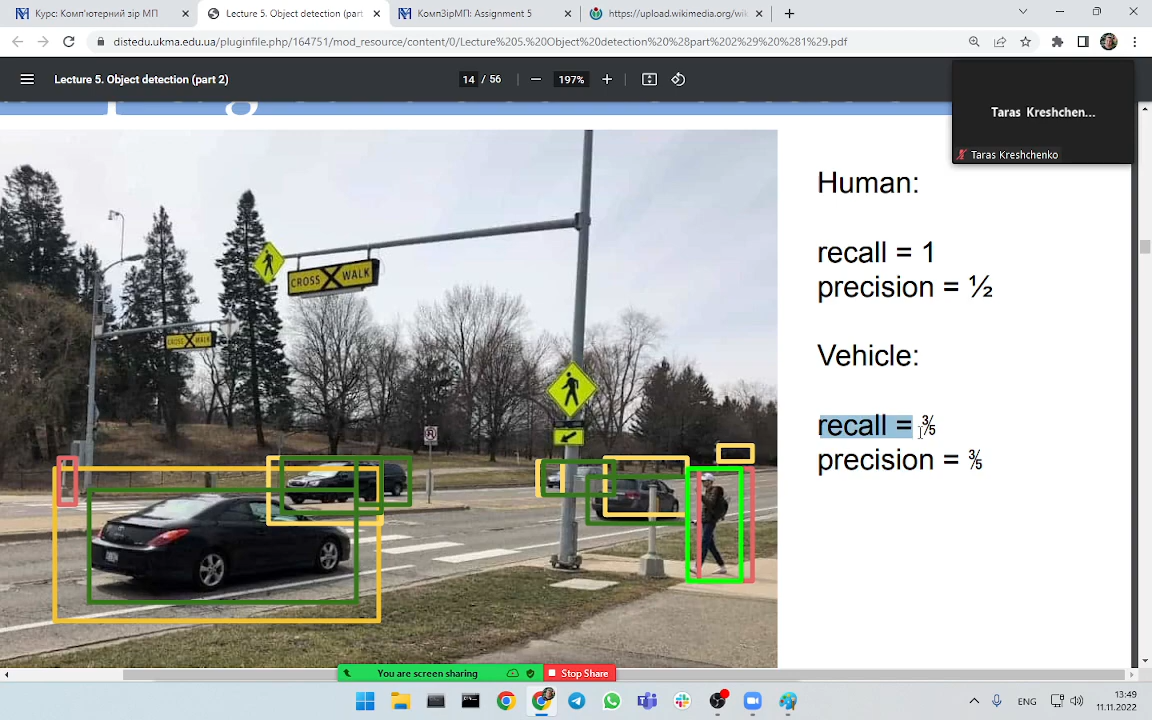 Курс: Комп'ютерний зір МП
Lecture 5. Object detection (part
КомпЗірМП: Assignment 5
https://upload.wikimedia.org/wi
distedu.ukma.edu.ua/pluginfile.php/164751/mod_resource/content/0/Lecture%205.%20Object%20detection%20%28part%202%29%20%281%29.pdf
Lecture 5. Object detection (part 2)
14 / 56
197%
Taras Kreshchen...
Taras Kreshchenko
Human:
recall = 1
precision = ½
Vehicle:
recall = ⅗
precision = ⅗
CROSS WALK
CROSS WALK
You are screen sharing
Stop Share
ENG
13:49
11.11.2022